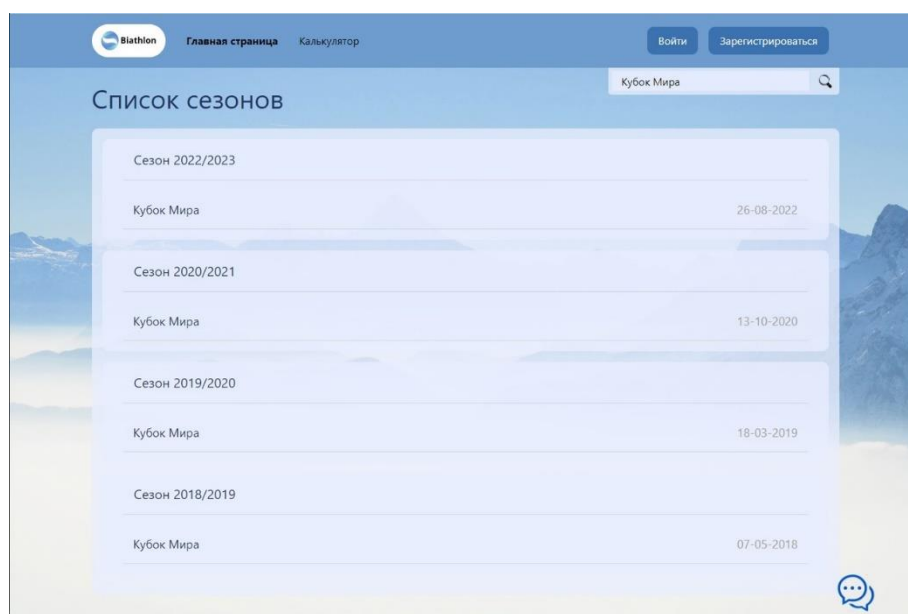 Biathlon Главная страница Калькулятор Войти Зарегистрироваться
Кубок Мира
Список сезонов
Сезон 2022/2023
Кубок Мира 26-08-2022
Сезон 2020/2021
Кубок Мира 13-10-2020
Сезон 2019/2020
Кубок Мира 18-03-2019
Сезон 2018/2019
Кубок Мира 07-05-2018